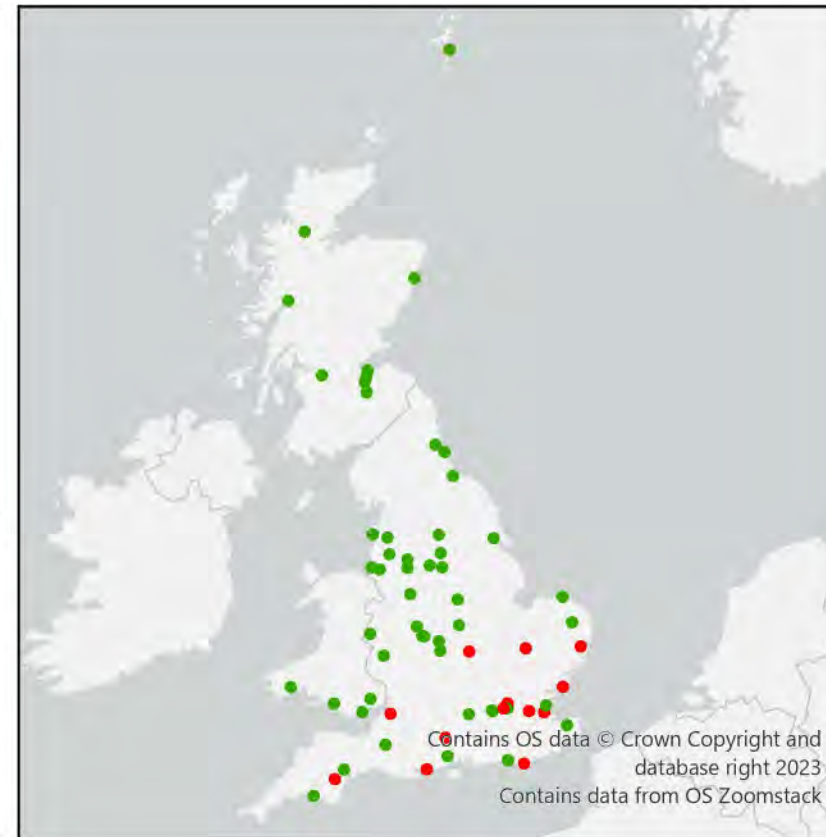 Contains OS data © Crown Copyright and
database right 2023
Contains data from OS Zoomstack